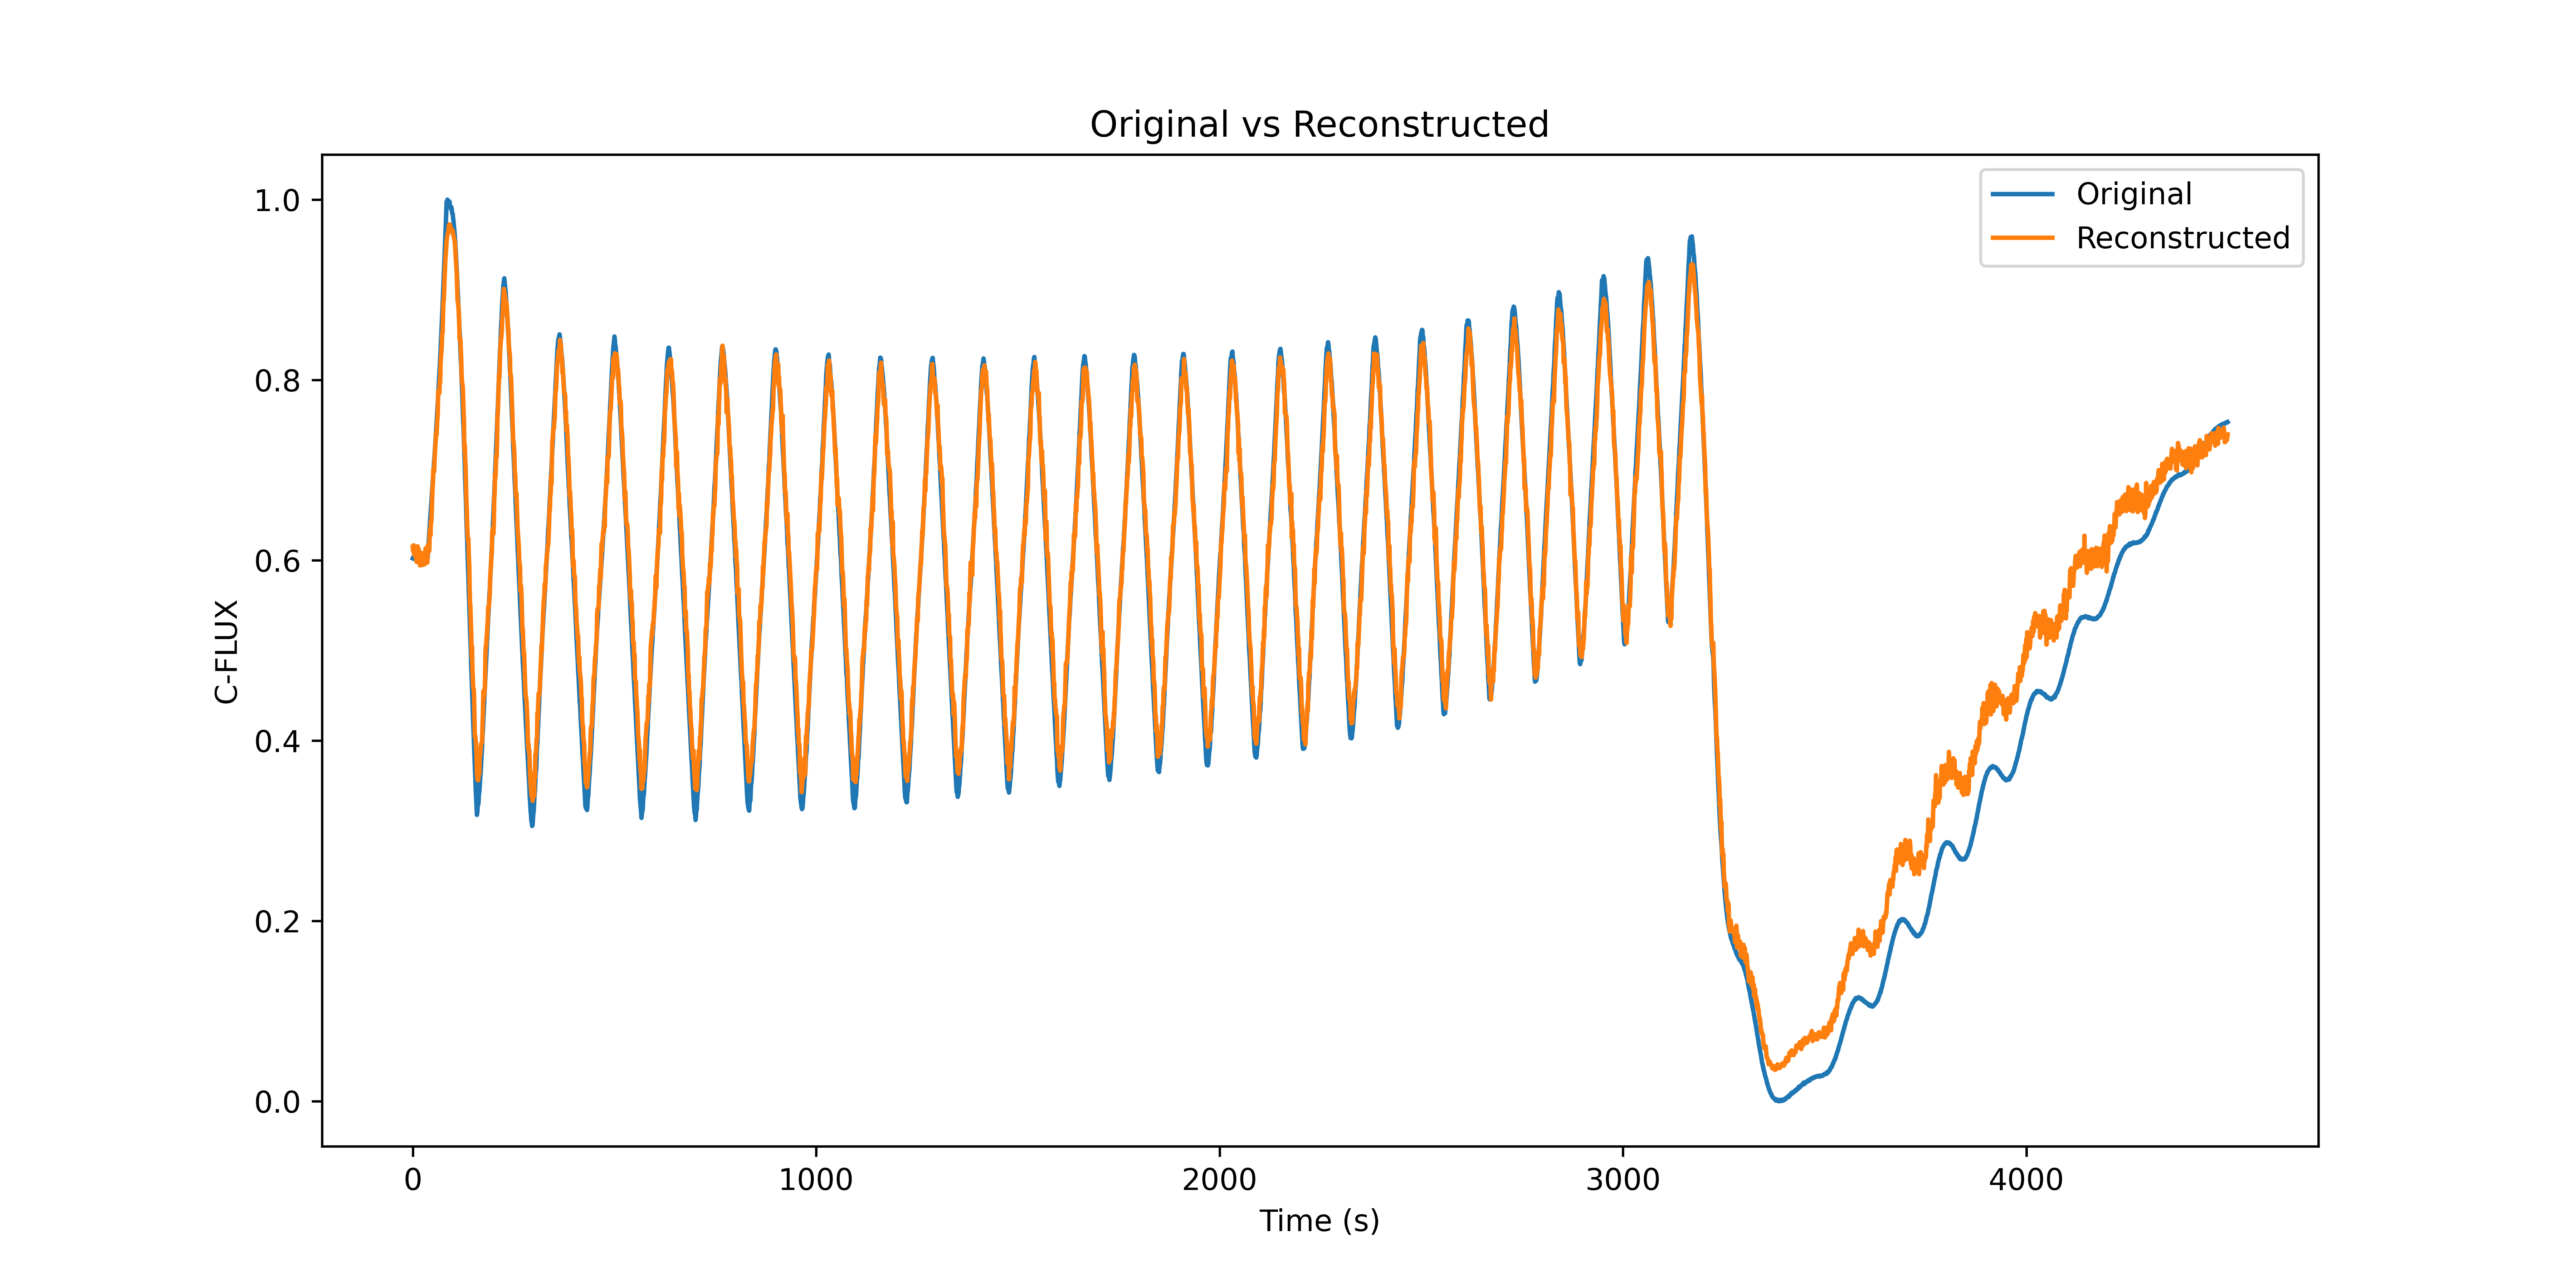 Original vs Reconstructed
Original
Reconstructed
1.0
0.8
0.6
0.4
0.2
0.0
C-FLUX
0
1000
2000
3000
4000
Time (s)